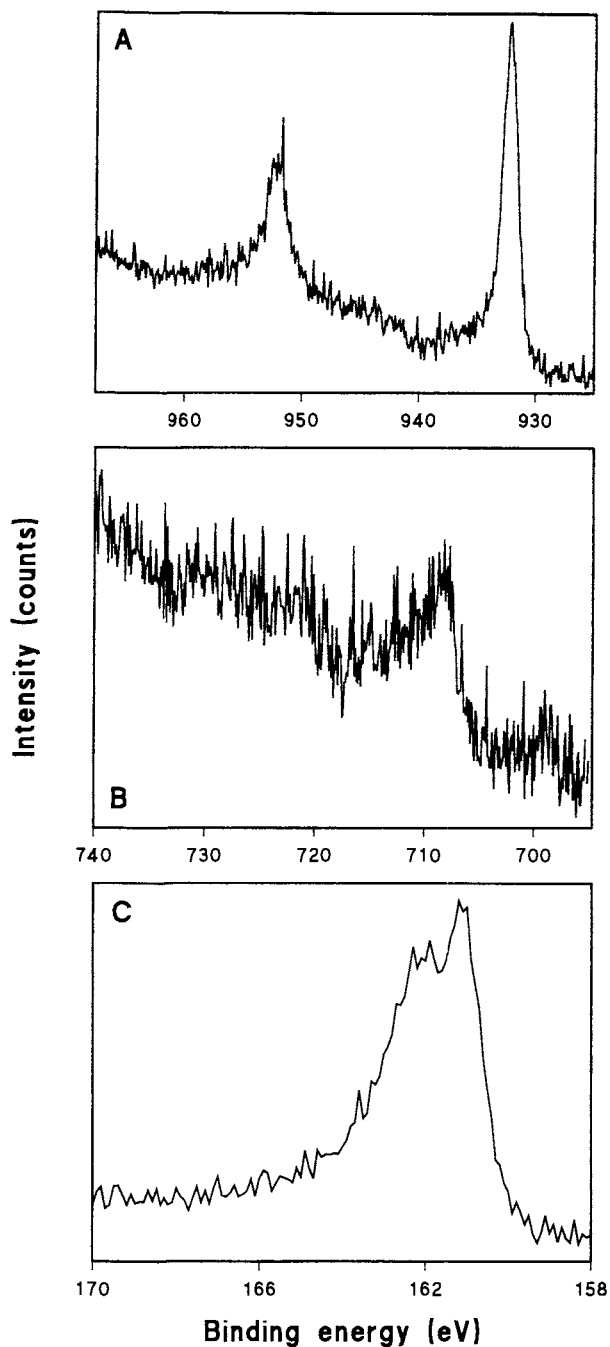 A
960 950 940 930
Intensity (counts)
B
740 730 720 710 700
C
170 166 162 158
Binding energy (eV)